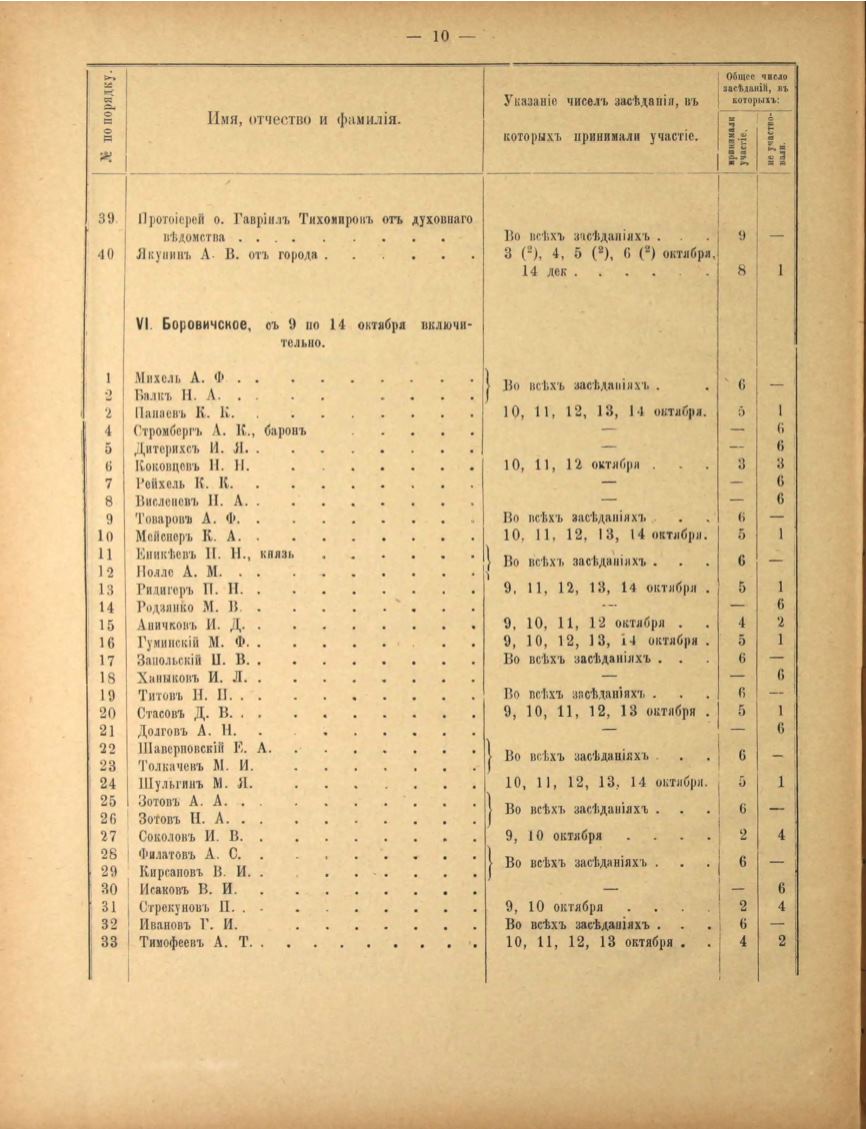 — 10 —
№ по порядку.
Имя, отчество и фамилія.
Указаніе чиселъ засѣданія, въ
которыхъ принимали участіе.
Общее число
засѣданій, въ
которыхъ:
принимали участіе.
не участвовали.
39 Протоіерей о. Гавріилъ Тихомировъ отъ духовнаго
вѣдомства . . . . . . . . . Во всѣхъ засѣданіяхъ . . . 9 —
40 Якунинъ А. В. отъ города . . . . . . 3 (²), 4, 5 (²), 6 (²) октября,
14 дек . . . . . . 8 1
VI. Боровичское, съ 9 по 14 октября включи-
тельно.
1 Михель А. Ф. . . . . . . . . }
Во всѣхъ засѣданіяхъ . . 6 —
2 Валкъ Н. А. . . . . . . .
2 Панаевъ К. К. . . . . . . . 10, 11, 12, 13, 14 октября. 5 1
4 Стромбергъ А. К., баронъ . . . . . — — 6
5 Дитерихсъ И. Я. . . . . . . . — — 6
6 Коковцевъ Н. Н. . . . . . . . 10, 11, 12 октября . . . 3 3
7 Рейхель К. К. . . . . . . . — — 6
8 Висленевъ Н. А. . . . . . . . — — 6
9 Товаровъ А. Ф. . . . . . . . Во всѣхъ засѣданіяхъ . . 6 —
10 Мейснеръ К. А. . . . . . . . 10, 11, 12, 13, 14 октября. 5 1
11 Еникѣевъ П. Н., князь . . . . . . }
Во всѣхъ засѣданіяхъ . . . 6 —
12 Нолле А. М. . . . . . . . .
13 Ридигеръ П. Н. . . . . . . . 9, 11, 12, 13, 14 октября . 5 1
14 Родзянко М. В. . . . . . . . — — 6
15 Аничковъ И. Д. . . . . . . . 9, 10, 11, 12 октября . . 4 2
16 Гуминскій М. Ф. . . . . . . . 9, 10, 12, 13, 14 октября . 5 1
17 Запольскій П. В. . . . . . . . Во всѣхъ засѣданіяхъ . . . 6 —
18 Ханыковъ И. Л. . . . . . . . — — 6
19 Титовъ Н. П. . . . . . . . . Во всѣхъ засѣданіяхъ . . . 6 —
20 Стасовъ Д. В. . . . . . . . . 9, 10, 11, 12, 13 октября . 5 1
21 Долговъ А. Н. . . . . . . . — — 6
22 Шаверновскій Е. А. . . . . . . . }
Во всѣхъ засѣданіяхъ . . . 6 —
23 Толкачевъ М. И. . . . . . . .
24 Шульгинъ М. Я. . . . . . . . 10, 11, 12, 13, 14 октября. 5 1
25 Зотовъ А. А. . . . . . . . . }
Во всѣхъ засѣданіяхъ . . . 6 —
26 Зотовъ Н. А. . . . . . . . .
27 Соколовъ И. В. . . . . . . . 9, 10 октября . . . . 2 4
28 Филатовъ А. С. . . . . . . . }
Во всѣхъ засѣданіяхъ . . . 6 —
29 Кирсановъ В. И. . . . . . . .
30 Исаковъ В. И. . . . . . . . — — 6
31 Стрекуновъ П. . . . . . . . . 9, 10 октября . . . . 2 4
32 Ивановъ Г. И. . . . . . . . Во всѣхъ засѣданіяхъ . . 6 —
33 Тимофеевъ А. Т. . . . . . . . . 10, 11, 12, 13 октября . . 4 2